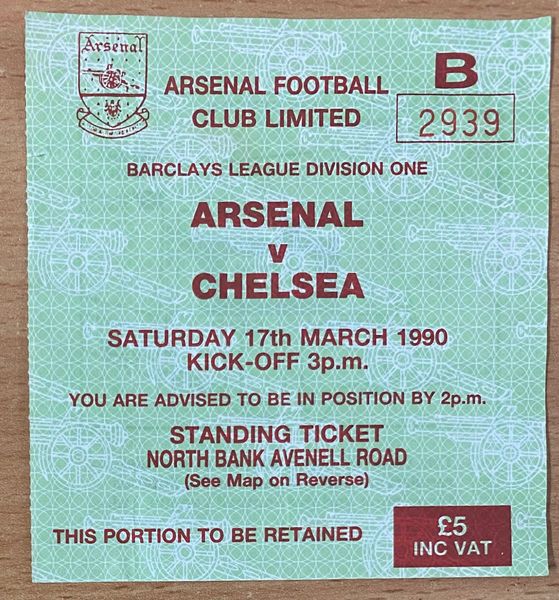 Arsenal
B
ARSENAL FOOTBALL
CLUB LIMITED
2939
BARCLAYS LEAGUE DIVISION ONE
ARSENAL
v
CHELSEA
SATURDAY 17th MARCH 1990
KICK-OFF 3p.m.
YOU ARE ADVISED TO BE IN POSITION BY 2p.m.
STANDING TICKET
NORTH BANK AVENELL ROAD
(See Map on Reverse)
THIS PORTION TO BE RETAINED
£5
INC VAT